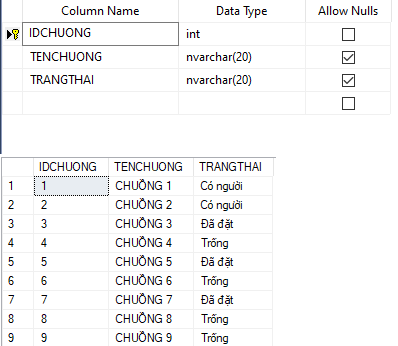 Column Name Data Type Allow Nulls
IDCHUONG int
TENCHUONG nvarchar(20)
TRANGTHAI nvarchar(20)
IDCHUONG TENCHUONG TRANGTHAI
1 1 CHUỒNG 1 Có người
2 2 CHUỒNG 2 Có người
3 3 CHUỒNG 3 Đã đặt
4 4 CHUỒNG 4 Trống
5 5 CHUỒNG 5 Đã đặt
6 6 CHUỒNG 6 Trống
7 7 CHUỒNG 7 Đã đặt
8 8 CHUỒNG 8 Trống
9 9 CHUỒNG 9 Trống